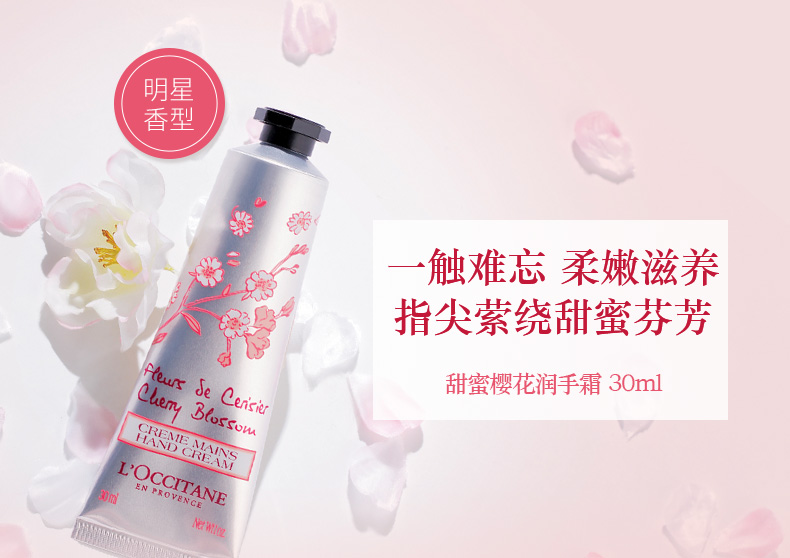 明星
香型
一触难忘 柔嫩滋养
指尖萦绕甜蜜芬芳
甜蜜樱花润手霜 30ml
Fleurs de Cerisier
Cherry Blossom
CREME MAINS
HAND CREAM
L'OCCITANE
EN PROVENCE
30 ml